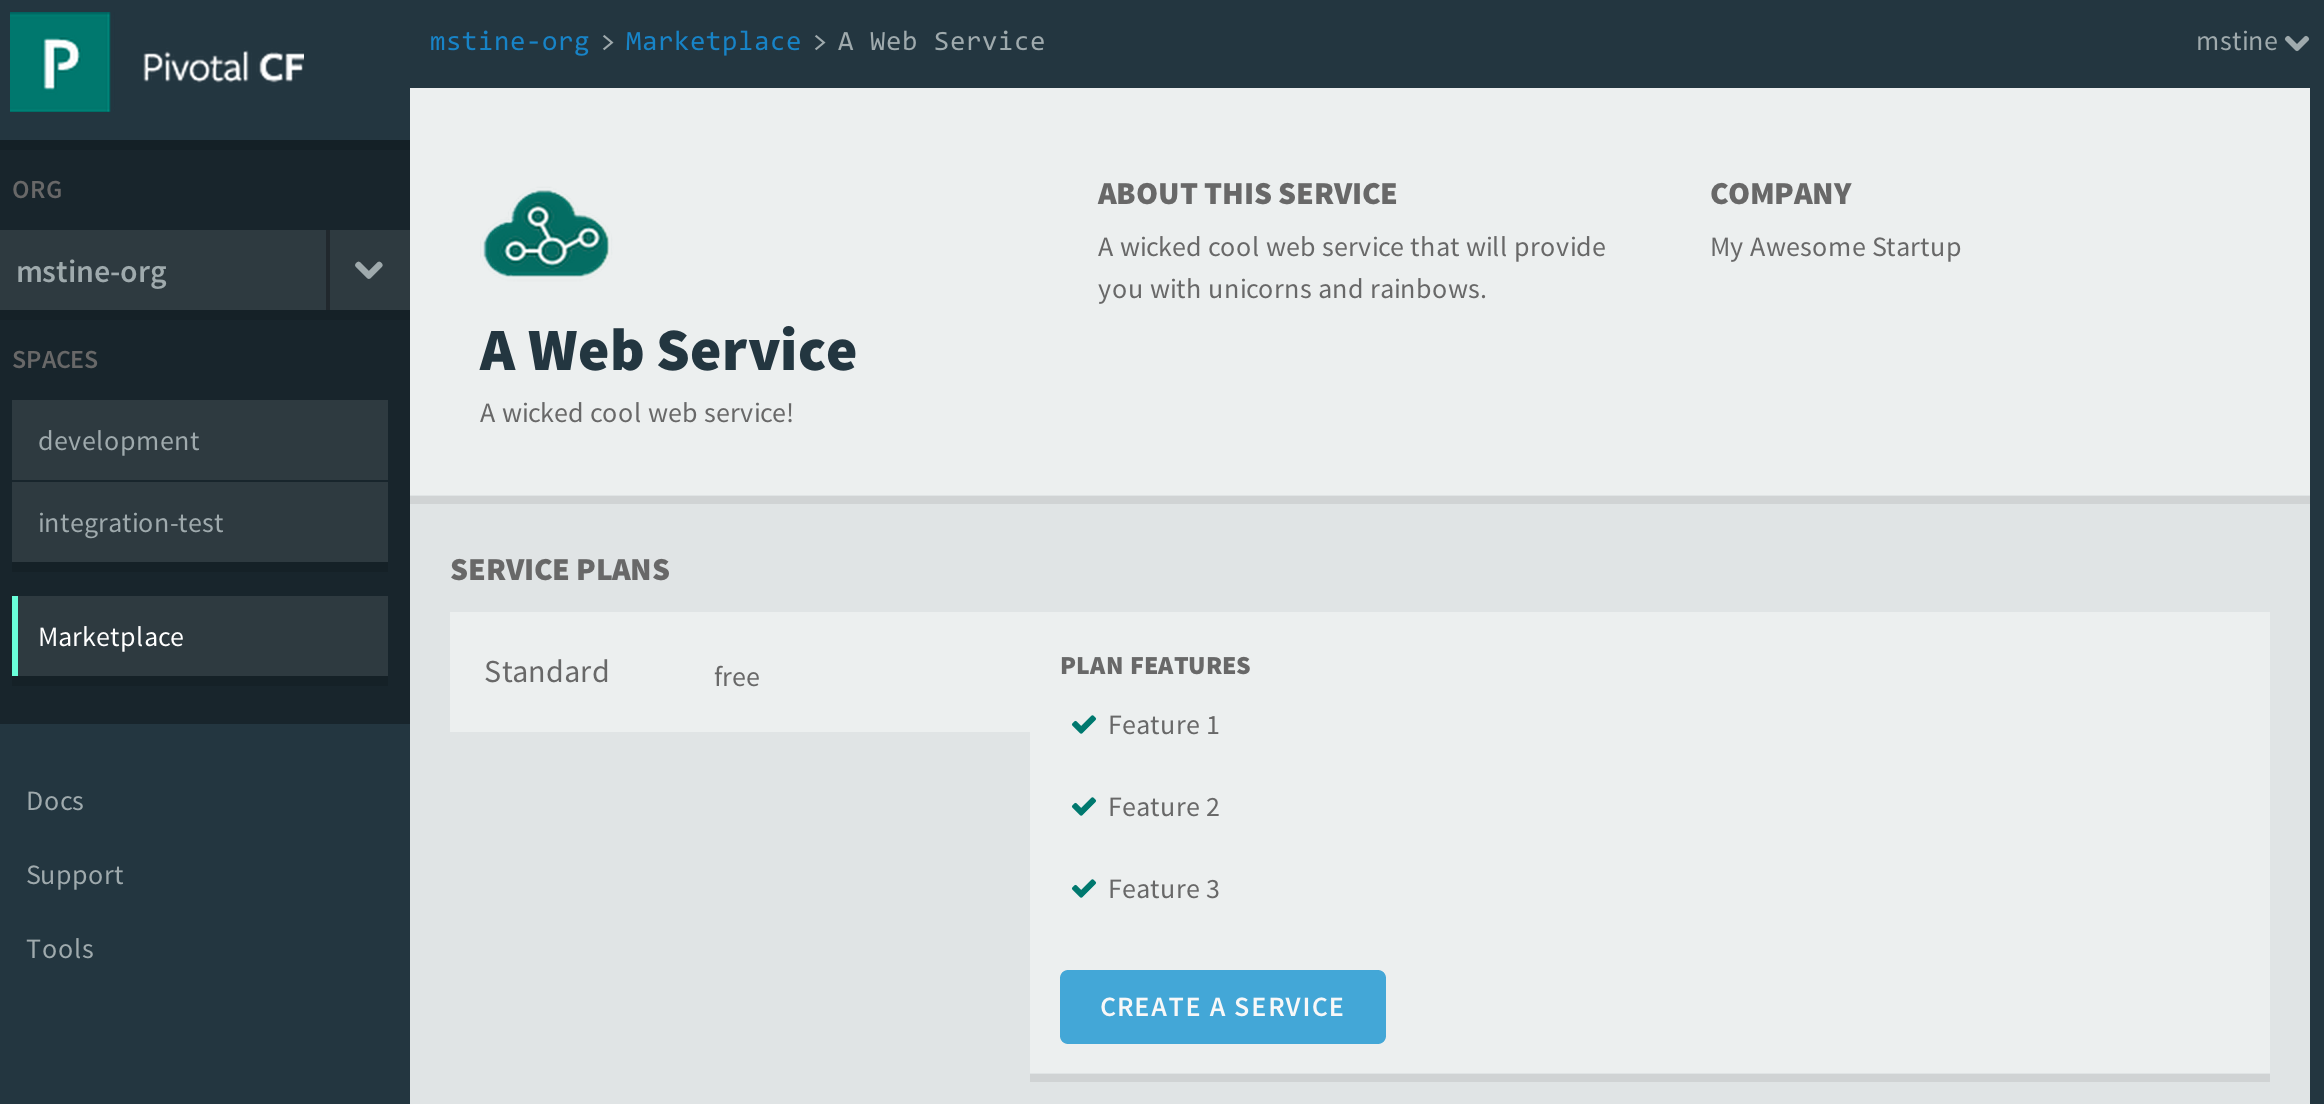 P
Pivotal CF
mstine-org > Marketplace > A Web Service
mstine
ORG
mstine-org
SPACES
development
integration-test
Marketplace
Docs
Support
Tools
A Web Service
A wicked cool web service!
ABOUT THIS SERVICE
A wicked cool web service that will provide
you with unicorns and rainbows.
COMPANY
My Awesome Startup
SERVICE PLANS
Standard free
PLAN FEATURES
Feature 1
Feature 2
Feature 3
CREATE A SERVICE